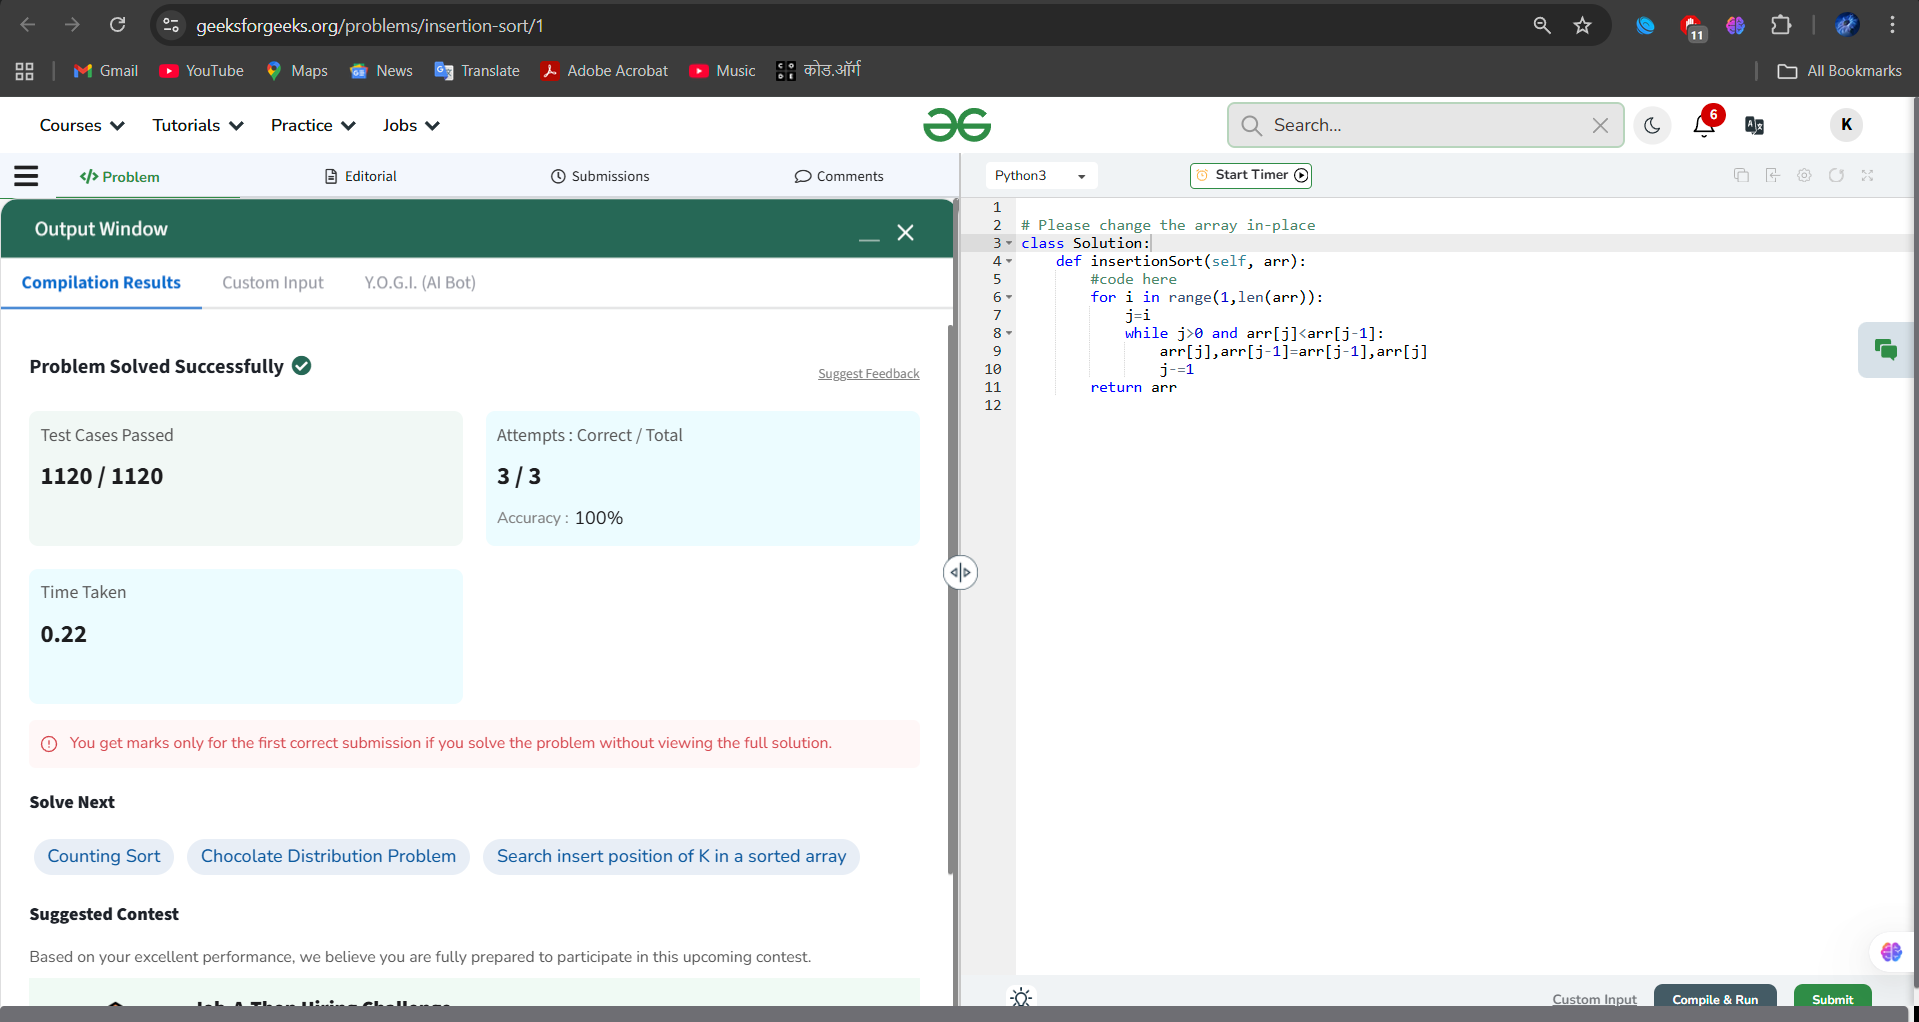 geeksforgeeks.org/problems/insertion-sort/1
11
Gmail YouTube Maps News Translate Adobe Acrobat Music कोड.ऑर्ग All Bookmarks
Courses Tutorials Practice Jobs Search... 6 K
</> Problem Editorial Submissions Comments Python3 Start Timer
Output Window
Compilation Results Custom Input Y.O.G.I. (AI Bot)
Problem Solved Successfully
Suggest Feedback
Test Cases Passed
1120 / 1120
Attempts : Correct / Total
3 / 3
Accuracy : 100%
Time Taken
0.22
You get marks only for the first correct submission if you solve the problem without viewing the full solution.
Solve Next
Counting Sort Chocolate Distribution Problem Search insert position of K in a sorted array
Suggested Contest
Based on your excellent performance, we believe you are fully prepared to participate in this upcoming contest.
Job-A-Thon Hiring Challenge
1
2 # Please change the array in-place
3 class Solution:
4 def insertionSort(self, arr):
5 #code here
6 for i in range(1,len(arr)):
7 j=i
8 while j>0 and arr[j]<arr[j-1]:
9 arr[j],arr[j-1]=arr[j-1],arr[j]
10 j-=1
11 return arr
12
Custom Input Compile & Run Submit